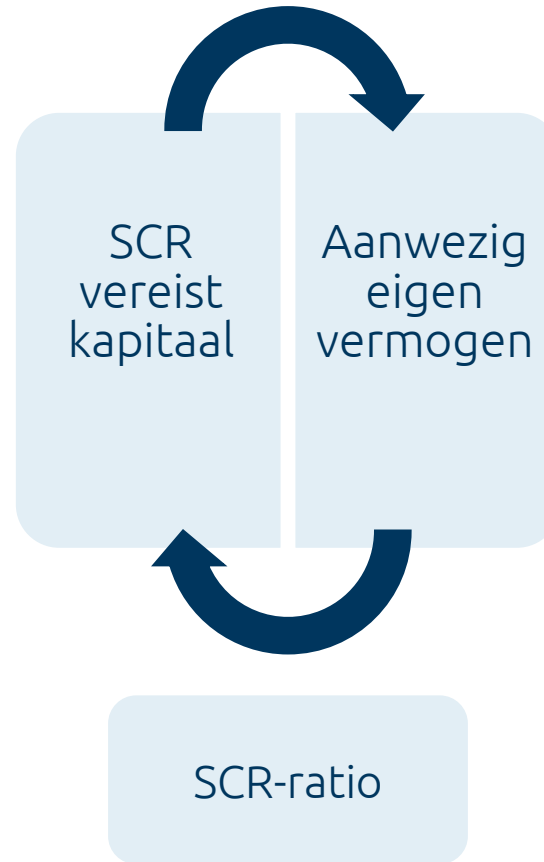 SCR
vereist
kapitaal
Aanwezig
eigen
vermogen
SCR-ratio